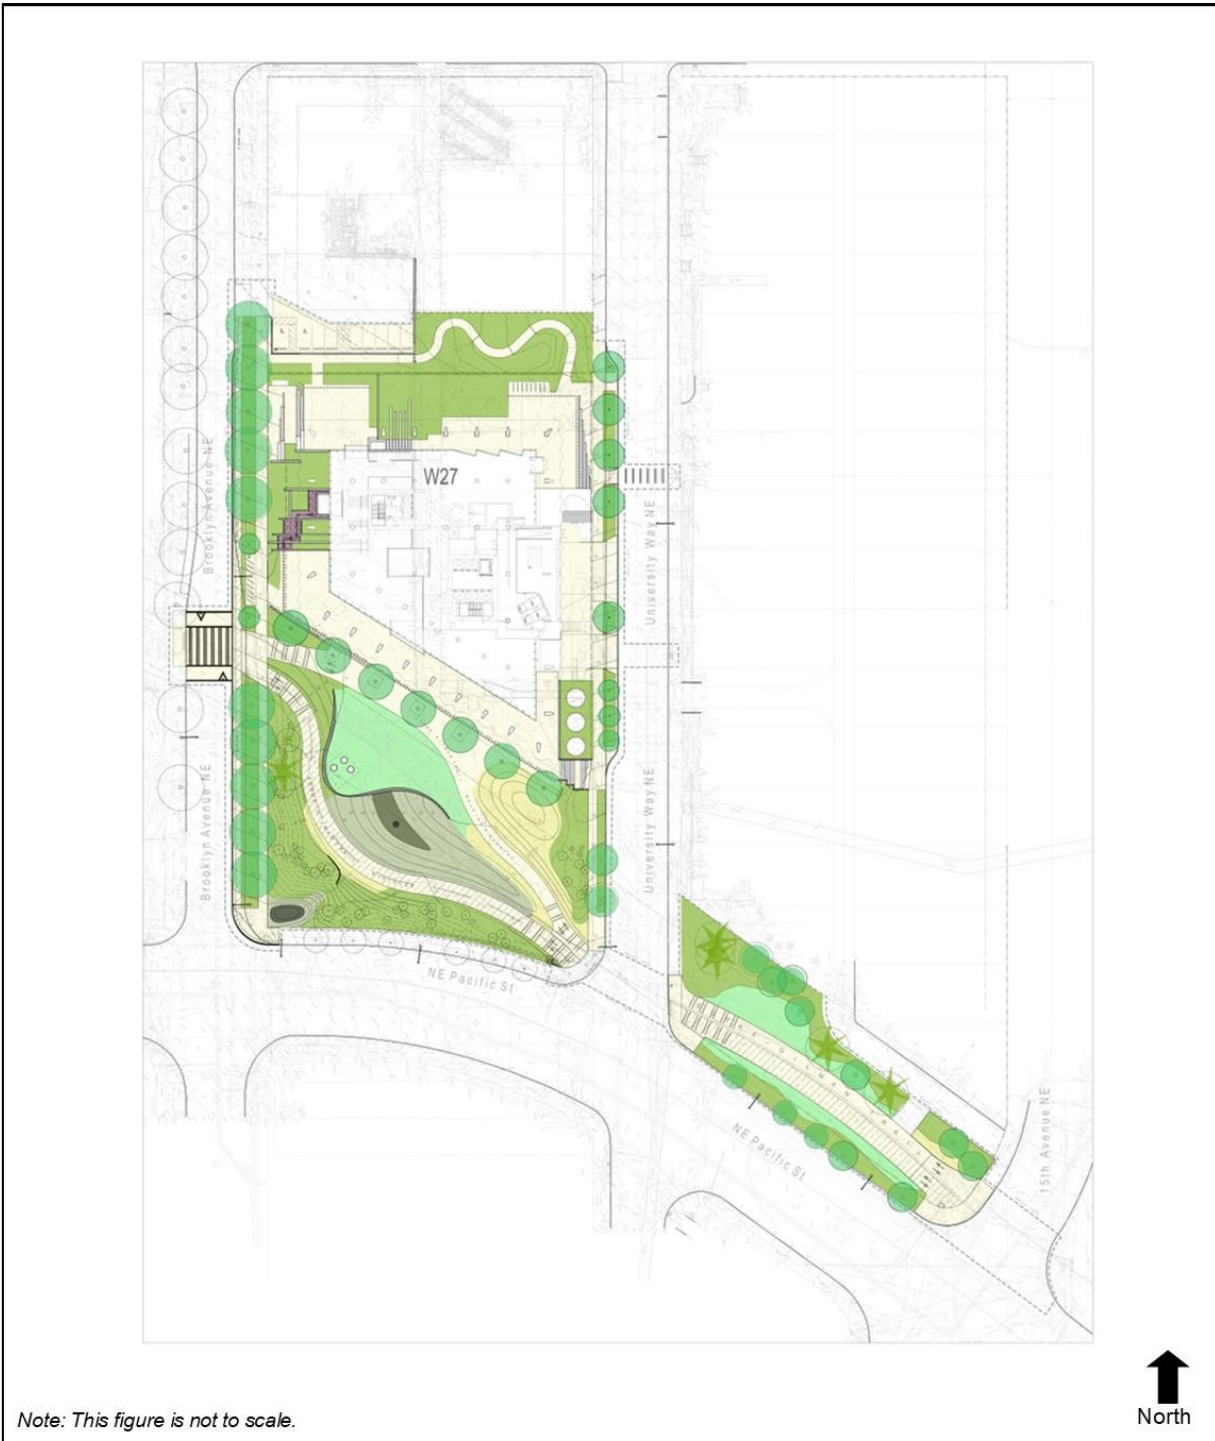 W27
Brooklyn Avenue NE
University Way NE
Brooklyn Avenue NE
University Way NE
NE Pacific St
NE Pacific St
15th Avenue NE
North
Note: This figure is not to scale.